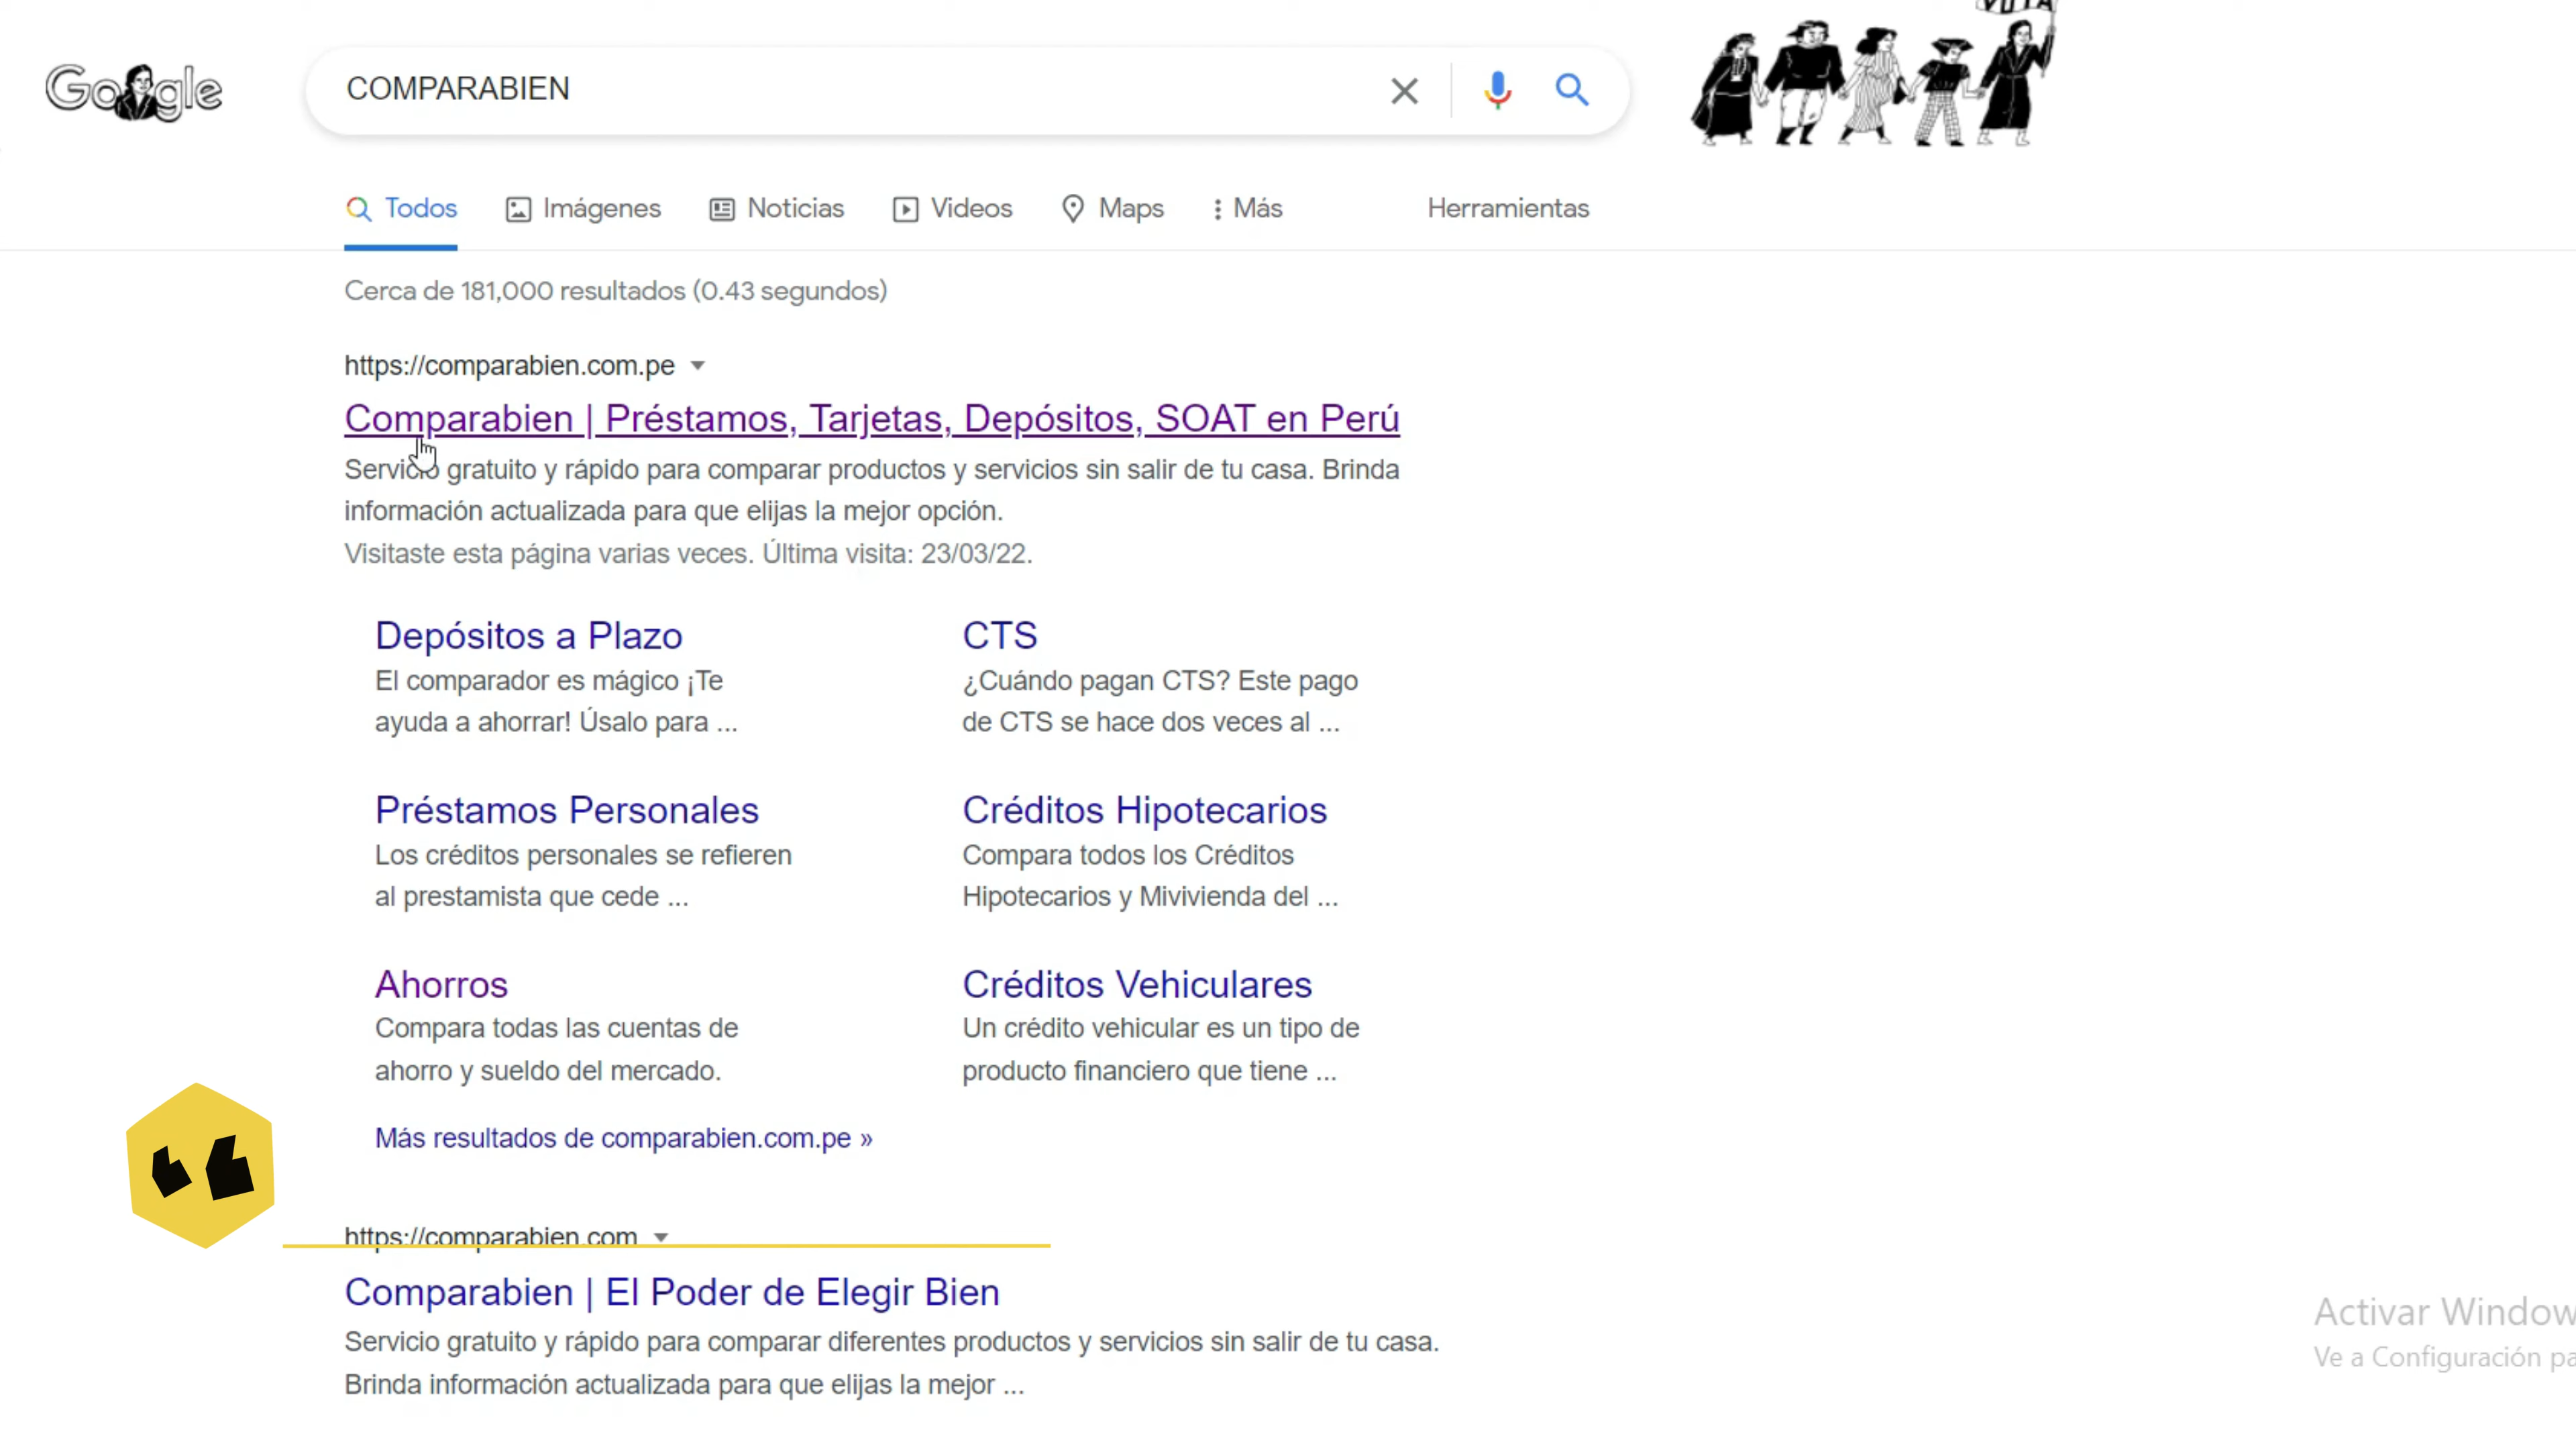 Google
COMPARABIEN
Todos
Imágenes
Noticias
Videos
Maps
Más
Herramientas
Cerca de 181,000 resultados (0.43 segundos)
https://comparabien.com.pe
Comparabien | Préstamos, Tarjetas, Depósitos, SOAT en Perú
Servicio gratuito y rápido para comparar productos y servicios sin salir de tu casa. Brinda
información actualizada para que elijas la mejor opción.
Visitaste esta página varias veces. Última visita: 23/03/22.
Depósitos a Plazo
El comparador es mágico ¡Te
ayuda a ahorrar! Úsalo para ...
CTS
¿Cuándo pagan CTS? Este pago
de CTS se hace dos veces al ...
Préstamos Personales
Los créditos personales se refieren
al prestamista que cede ...
Créditos Hipotecarios
Compara todos los Créditos
Hipotecarios y Mivivienda del ...
Ahorros
Compara todas las cuentas de
ahorro y sueldo del mercado.
Créditos Vehiculares
Un crédito vehicular es un tipo de
producto financiero que tiene ...
Más resultados de comparabien.com.pe »
https://comparabien.com
Comparabien | El Poder de Elegir Bien
Servicio gratuito y rápido para comparar diferentes productos y servicios sin salir de tu casa.
Brinda información actualizada para que elijas la mejor ...
Activar Window
Ve a Configuración pa